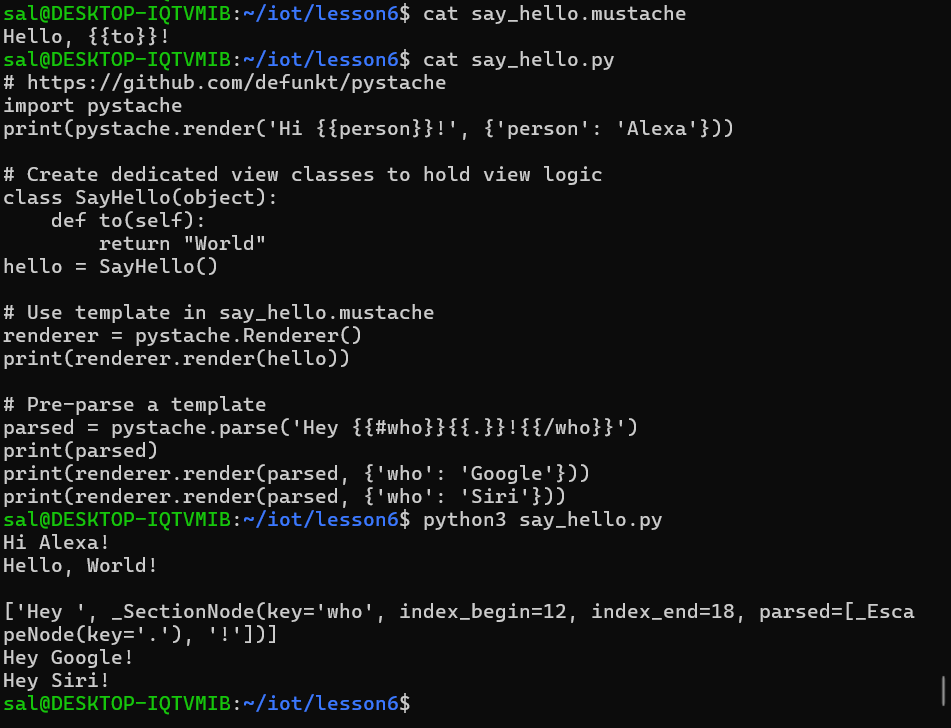 sal@DESKTOP-IQTVMIB:~/iot/lesson6$ cat say_hello.mustache
Hello, {{to}}!
sal@DESKTOP-IQTVMIB:~/iot/lesson6$ cat say_hello.py
# https://github.com/defunkt/pystache
import pystache
print(pystache.render('Hi {{person}}!', {'person': 'Alexa'}))

# Create dedicated view classes to hold view logic
class SayHello(object):
    def to(self):
        return "World"
hello = SayHello()

# Use template in say_hello.mustache
renderer = pystache.Renderer()
print(renderer.render(hello))

# Pre-parse a template
parsed = pystache.parse('Hey {{#who}}{{.}}!{{/who}}')
print(parsed)
print(renderer.render(parsed, {'who': 'Google'}))
print(renderer.render(parsed, {'who': 'Siri'}))
sal@DESKTOP-IQTVMIB:~/iot/lesson6$ python3 say_hello.py
Hi Alexa!
Hello, World!

['Hey ', _SectionNode(key='who', index_begin=12, index_end=18, parsed=[_Esca
peNode(key='.'), '!'])]
Hey Google!
Hey Siri!
sal@DESKTOP-IQTVMIB:~/iot/lesson6$